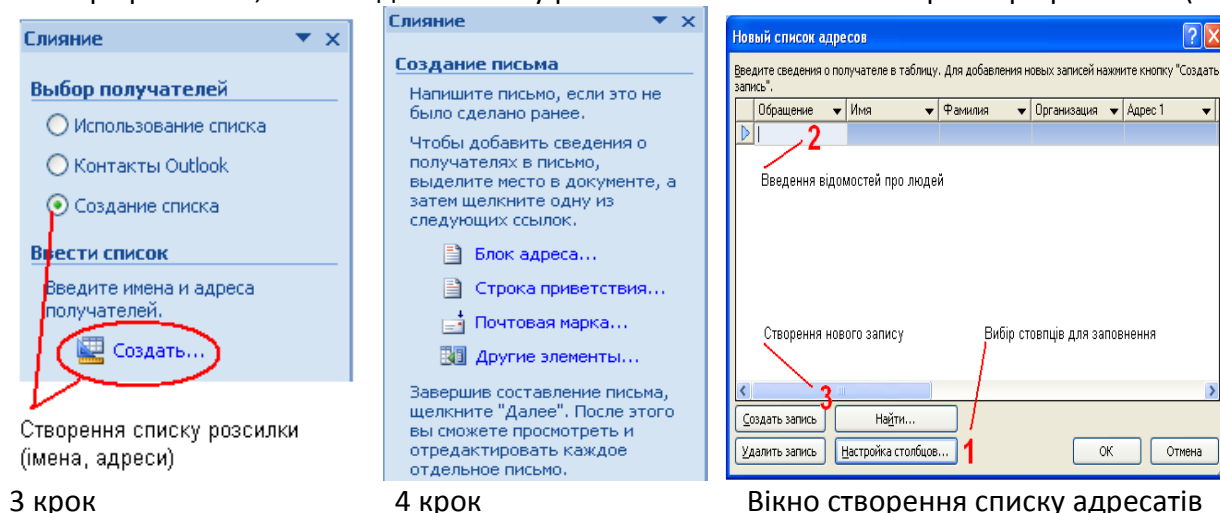 Слияние
Выбор получателей
Использование списка
Контакты Outlook
Создание списка
Ввести список
Введите имена и адреса
получателей.
Создать...
Створення списку розсилки
(імена, адреси)
3 крок
Слияние
Создание письма
Напишите письмо, если это не
было сделано ранее.
Чтобы добавить сведения о
получателях в письмо,
выделите место в документе, а
затем щелкните одну из
следующих ссылок.
Блок адреса...
Строка приветствия...
Почтовая марка...
Другие элементы...
Завершив составление письма,
щелкните "Далее". После этого
вы сможете просмотреть и
отредактировать каждое
отдельное письмо.
4 крок
Новый список адресов
Введите сведения о получателе в таблицу. Для добавления новых записей нажмите кнопку "Создать
запись".
Обращение Имя Фамилия Организация Адрес 1
2
Введення відомостей про людей
Створення нового запису Вибір стовпців для заповнення
3
Создать запись Найти...
Удалить запись Настройка столбцов... 1 ОК Отмена
Вікно створення списку адресатів